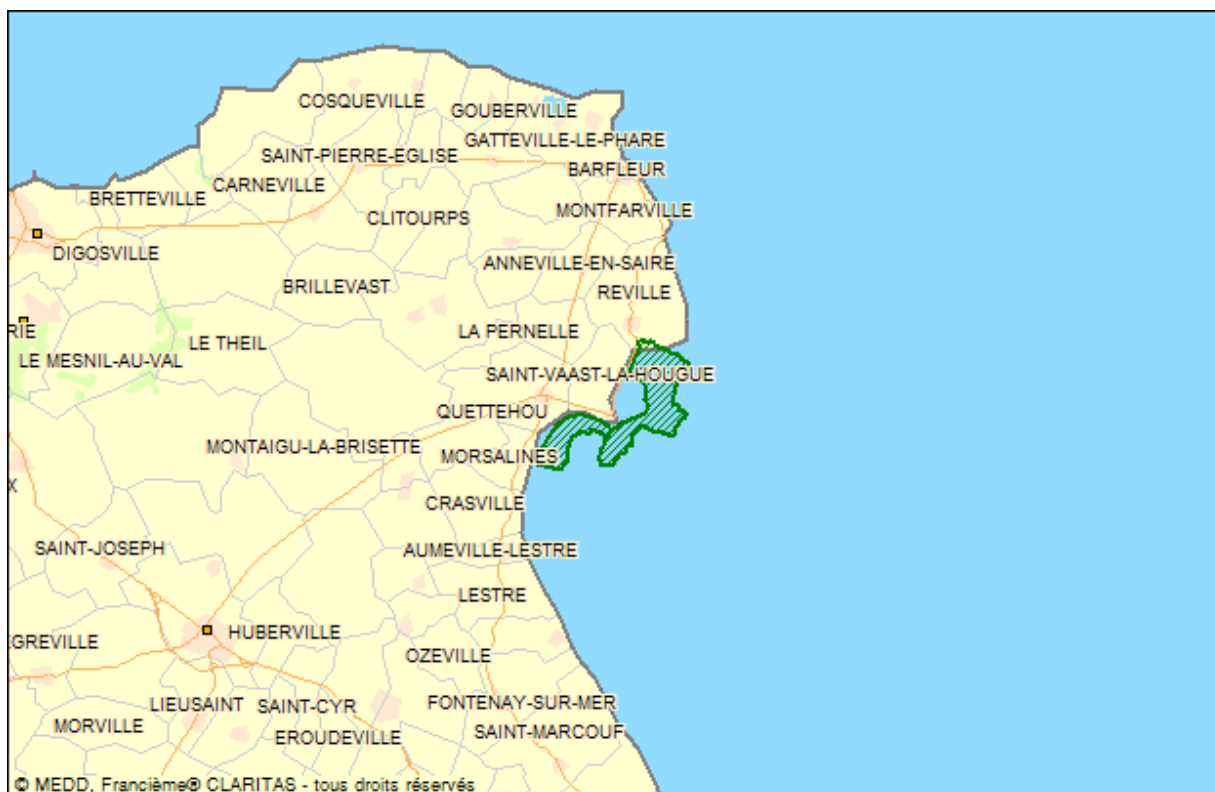 COSQUEVILLE
GOUBERVILLE
GATTEVILLE-LE-PHARE
SAINT-PIERRE-EGLISE
BARFLEUR
CARNEVILLE
BRETTEVILLE
MONTFARVILLE
CLITOURPS
DIGOSVILLE
ANNEVILLE-EN-SAIRE
BRILLEVAST
REVILLE
RIE
LA PERNELLE
LE THEIL
LE MESNIL-AU-VAL
SAINT-VAAST-LA-HOUGUE
QUETTEHOU
MONTAIGU-LA-BRISETTE
MORSALINES
X
CRASVILLE
SAINT-JOSEPH
AUMEVILLE-LESTRE
LESTRE
HUBERVILLE
EGREVILLE
OZEVILLE
LIEUSAINT
SAINT-CYR
FONTENAY-SUR-MER
MORVILLE
SAINT-MARCOUF
EROUDEVILLE
© MEDD, Francième® CLARITAS - tous droits réservés